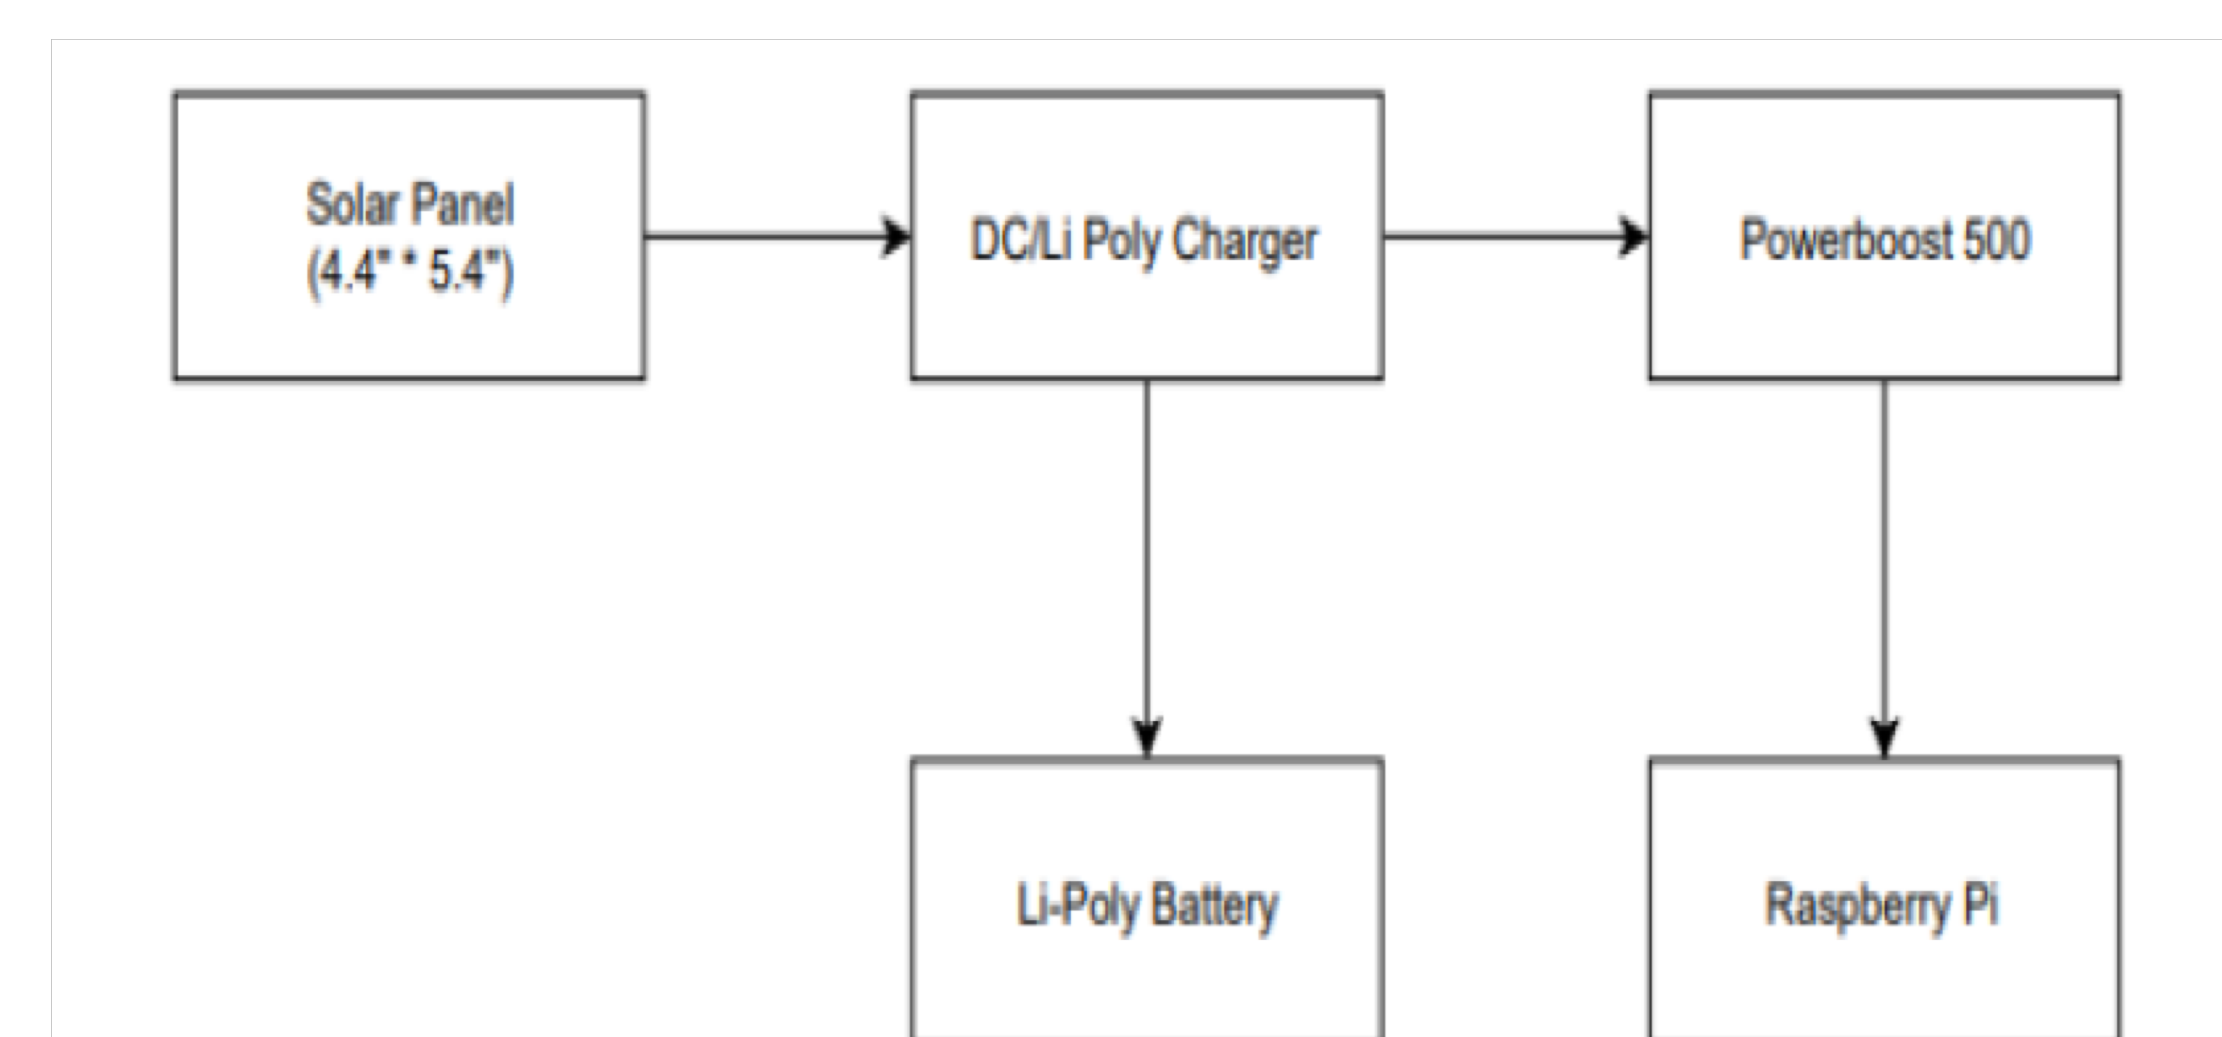 Solar Panel
(4.4" * 5.4")
DC/Li Poly Charger
Powerboost 500
Li-Poly Battery
Raspberry Pi